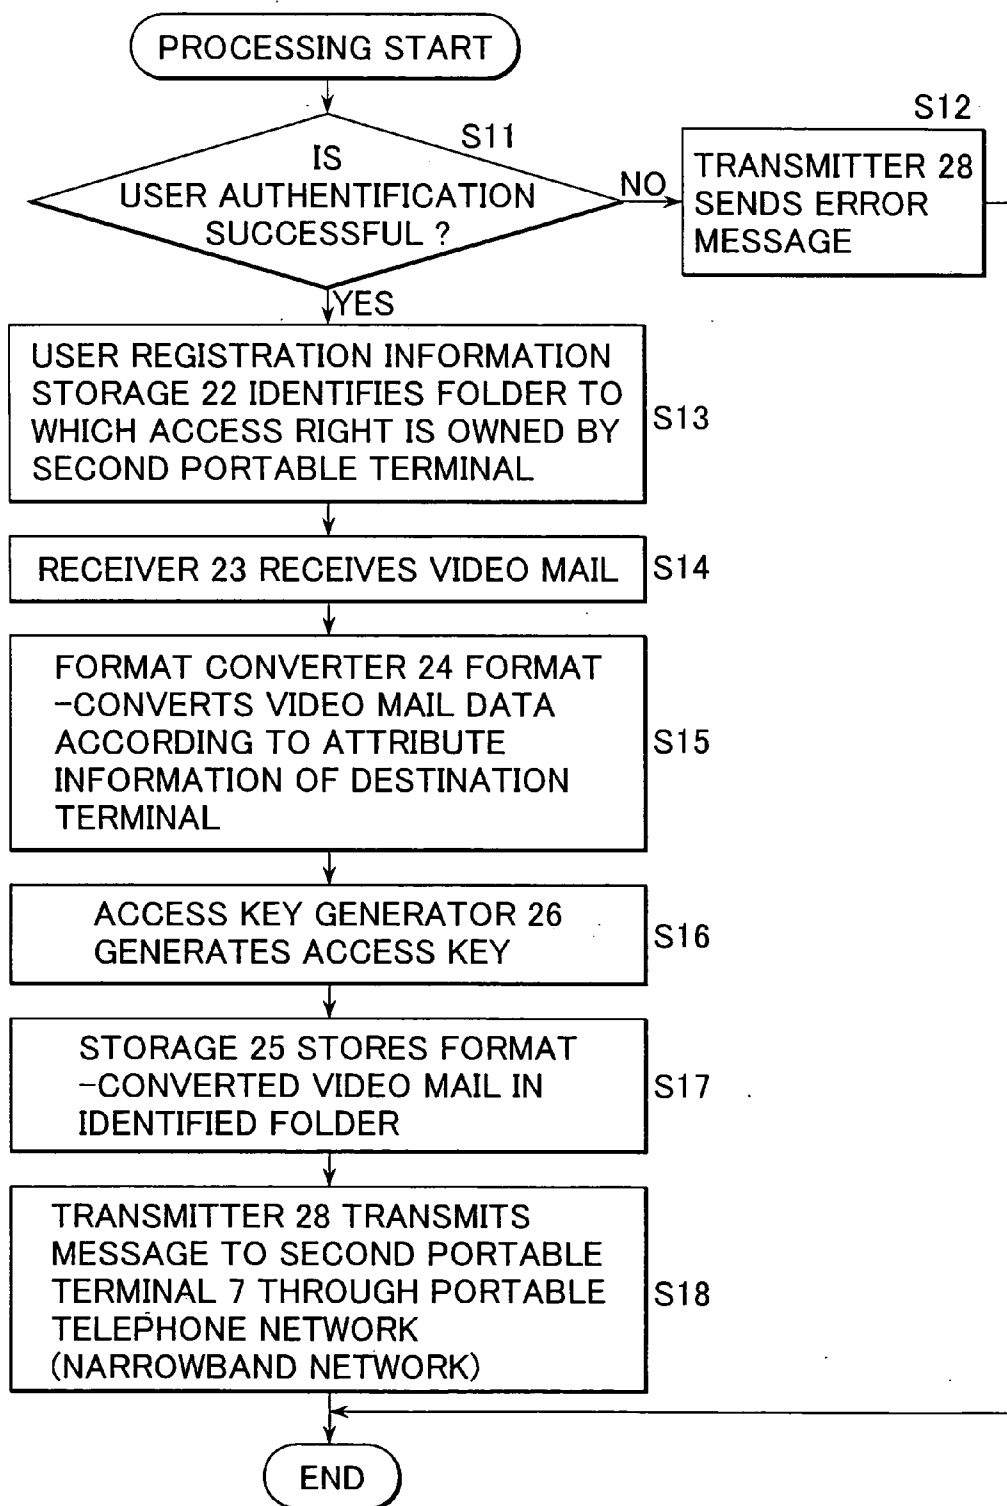 PROCESSING START
S11
IS
USER AUTHENTIFICATION
SUCCESSFUL ?
NO
S12
TRANSMITTER 28
SENDS ERROR
MESSAGE
YES
USER REGISTRATION INFORMATION
STORAGE 22 IDENTIFIES FOLDER TO
WHICH ACCESS RIGHT IS OWNED BY
SECOND PORTABLE TERMINAL
S13
RECEIVER 23 RECEIVES VIDEO MAIL
S14
FORMAT CONVERTER 24 FORMAT
-CONVERTS VIDEO MAIL DATA
ACCORDING TO ATTRIBUTE
INFORMATION OF DESTINATION
TERMINAL
S15
ACCESS KEY GENERATOR 26
GENERATES ACCESS KEY
S16
STORAGE 25 STORES FORMAT
-CONVERTED VIDEO MAIL IN
IDENTIFIED FOLDER
S17
TRANSMITTER 28 TRANSMITS
MESSAGE TO SECOND PORTABLE
TERMINAL 7 THROUGH PORTABLE
TELEPHONE NETWORK
(NARROWBAND NETWORK)
S18
END